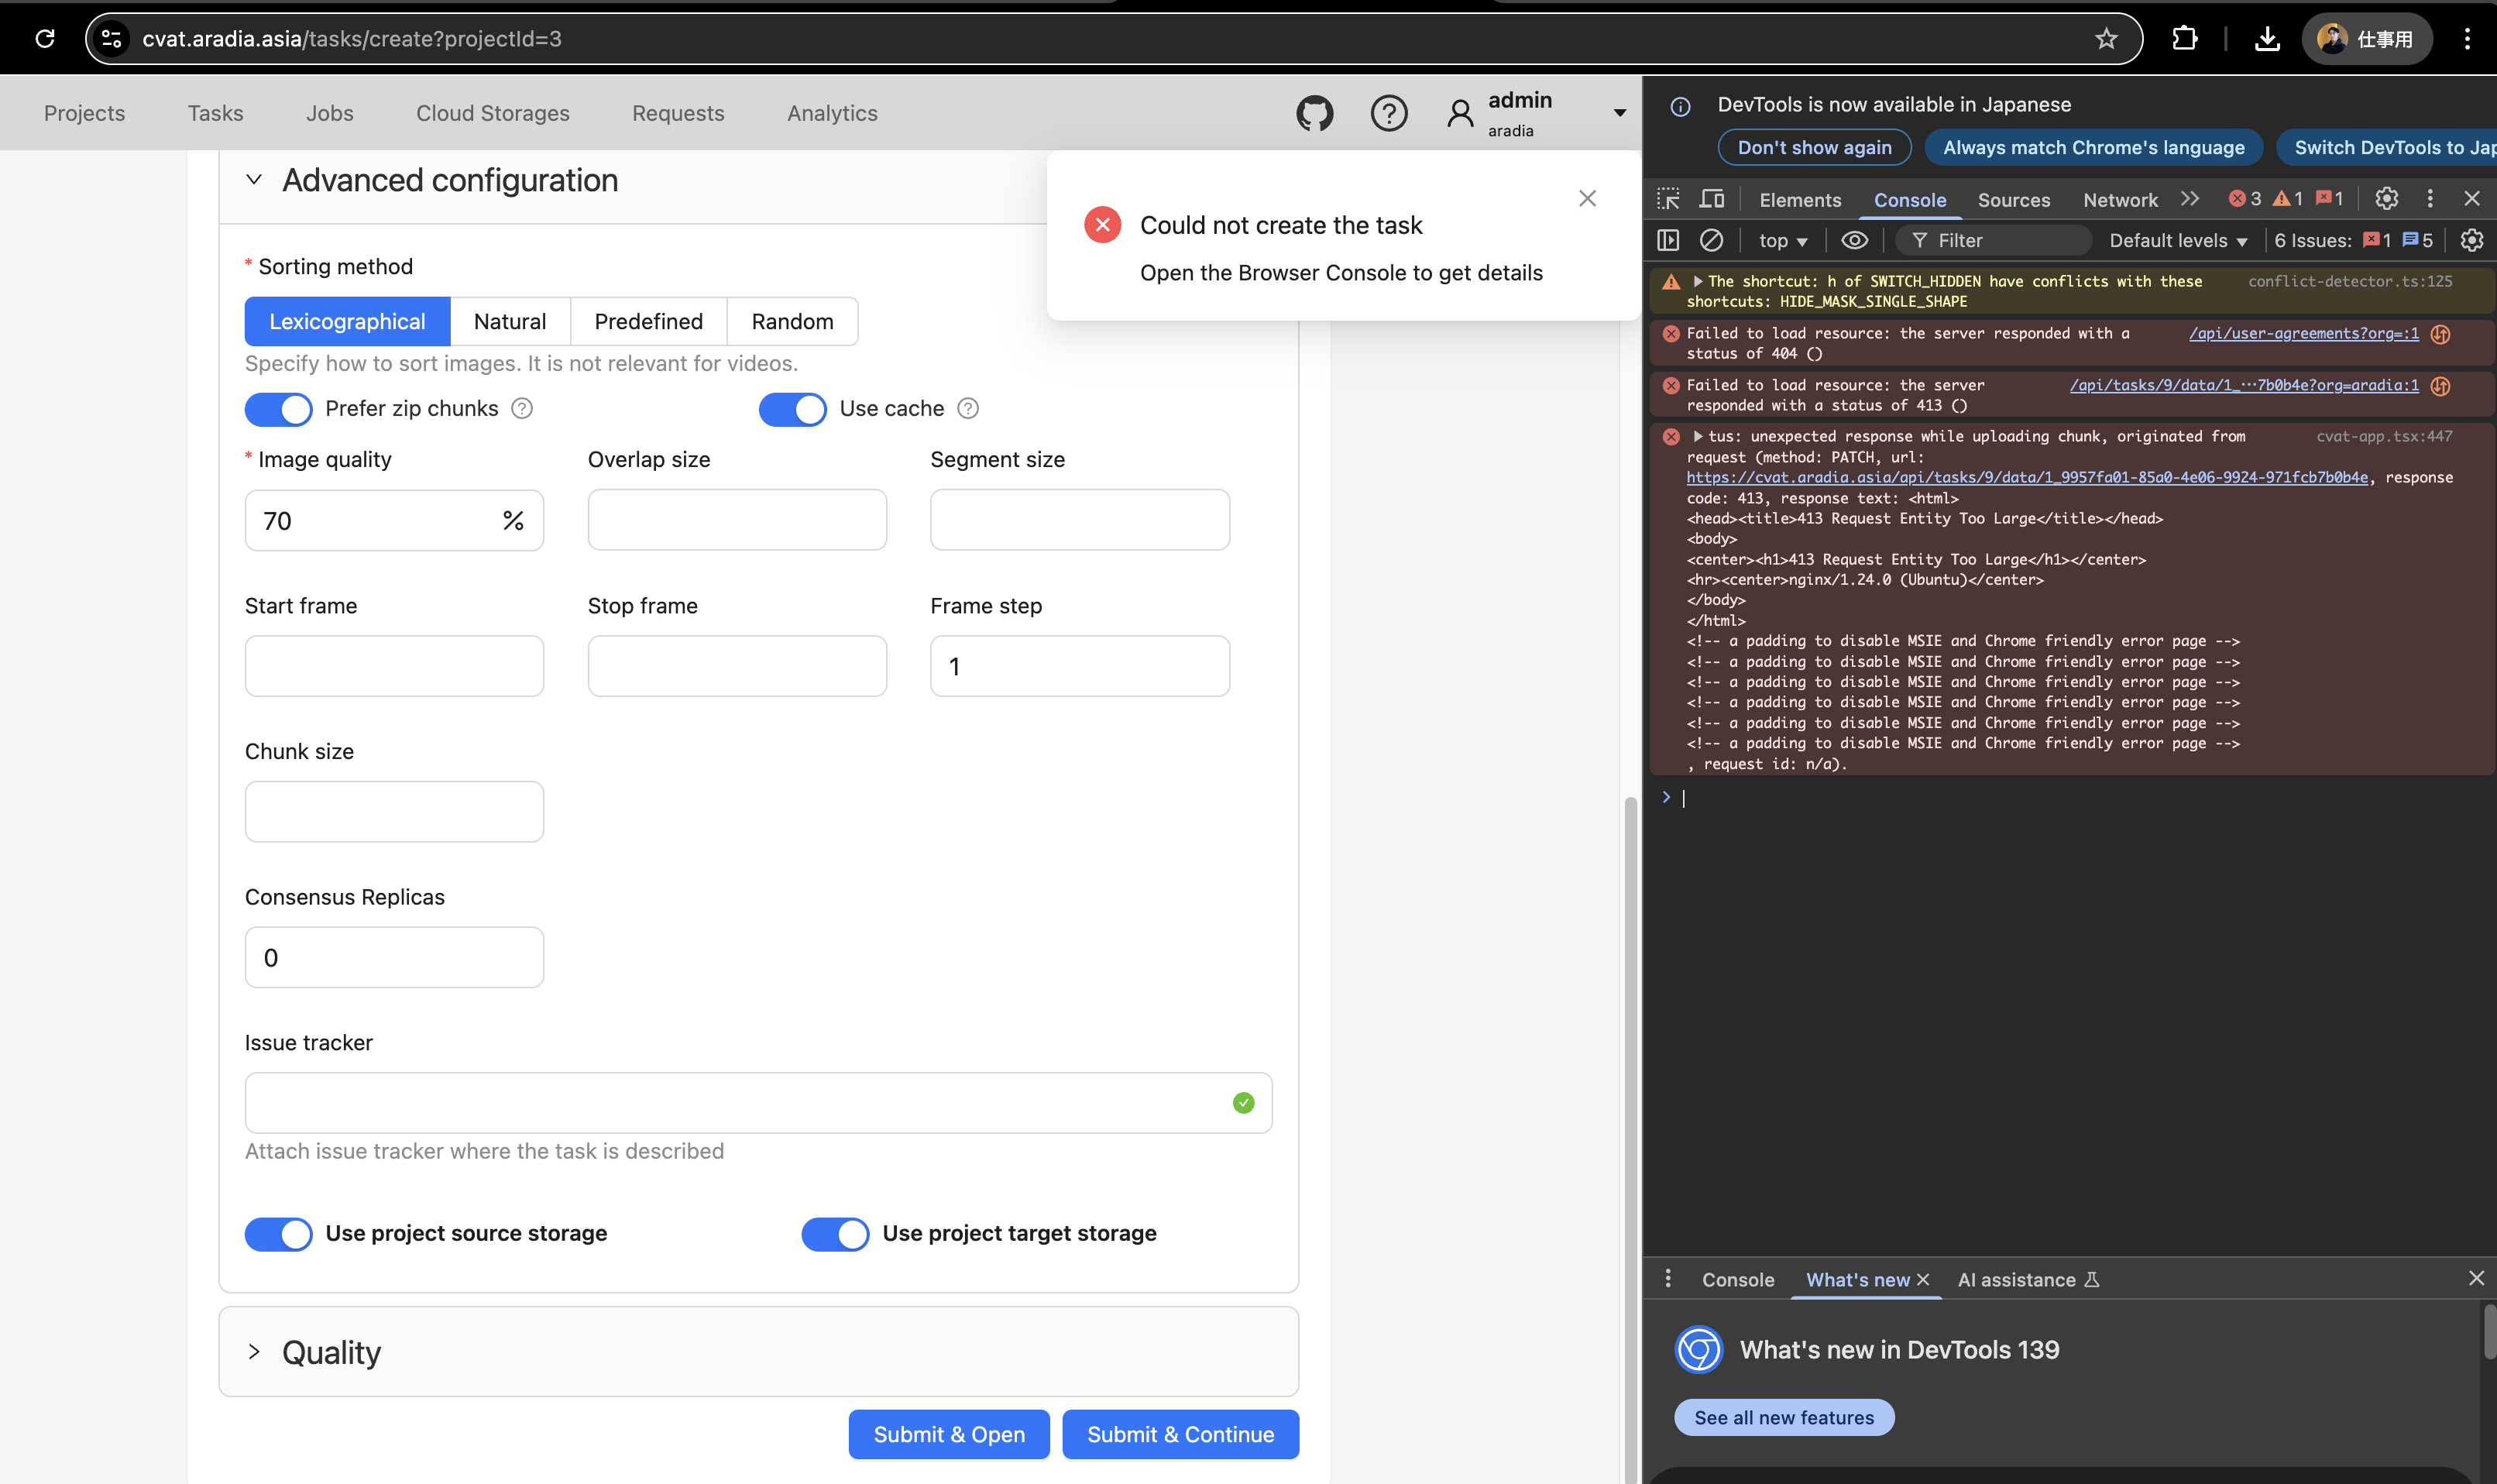 cvat.aradia.asia/tasks/create?projectId=3
仕事用
Projects
Tasks
Jobs
Cloud Storages
Requests
Analytics
admin
aradia
Advanced configuration
Could not create the task
Open the Browser Console to get details
* Sorting method
Lexicographical
Natural
Predefined
Random
Specify how to sort images. It is not relevant for videos.
Prefer zip chunks
Use cache
* Image quality
Overlap size
Segment size
70 %
Start frame
Stop frame
Frame step
1
Chunk size
Consensus Replicas
0
Issue tracker
Attach issue tracker where the task is described
Use project source storage
Use project target storage
Quality
Submit & Open
Submit & Continue
DevTools is now available in Japanese
Don't show again
Always match Chrome's language
Switch DevTools to Jap
Elements
Console
Sources
Network
3
1
1
top
Filter
Default levels
6 Issues:
1
5
The shortcut: h of SWITCH_HIDDEN have conflicts with these conflict-detector.ts:125
shortcuts: HIDE_MASK_SINGLE_SHAPE
Failed to load resource: the server responded with a /api/user-agreements?org=:1
status of 404 ()
Failed to load resource: the server /api/tasks/9/data/1_…7b0b4e?org=aradia:1
responded with a status of 413 ()
tus: unexpected response while uploading chunk, originated from cvat-app.tsx:447
request (method: PATCH, url:
https://cvat.aradia.asia/api/tasks/9/data/1_9957fa01-85a0-4e06-9924-971fcb7b0b4e, response
code: 413, response text: <html>
<head><title>413 Request Entity Too Large</title></head>
<body>
<center><h1>413 Request Entity Too Large</h1></center>
<hr><center>nginx/1.24.0 (Ubuntu)</center>
</body>
</html>
<!-- a padding to disable MSIE and Chrome friendly error page -->
<!-- a padding to disable MSIE and Chrome friendly error page -->
<!-- a padding to disable MSIE and Chrome friendly error page -->
<!-- a padding to disable MSIE and Chrome friendly error page -->
<!-- a padding to disable MSIE and Chrome friendly error page -->
<!-- a padding to disable MSIE and Chrome friendly error page -->
, request id: n/a).
Console
What's new
AI assistance
What's new in DevTools 139
See all new features